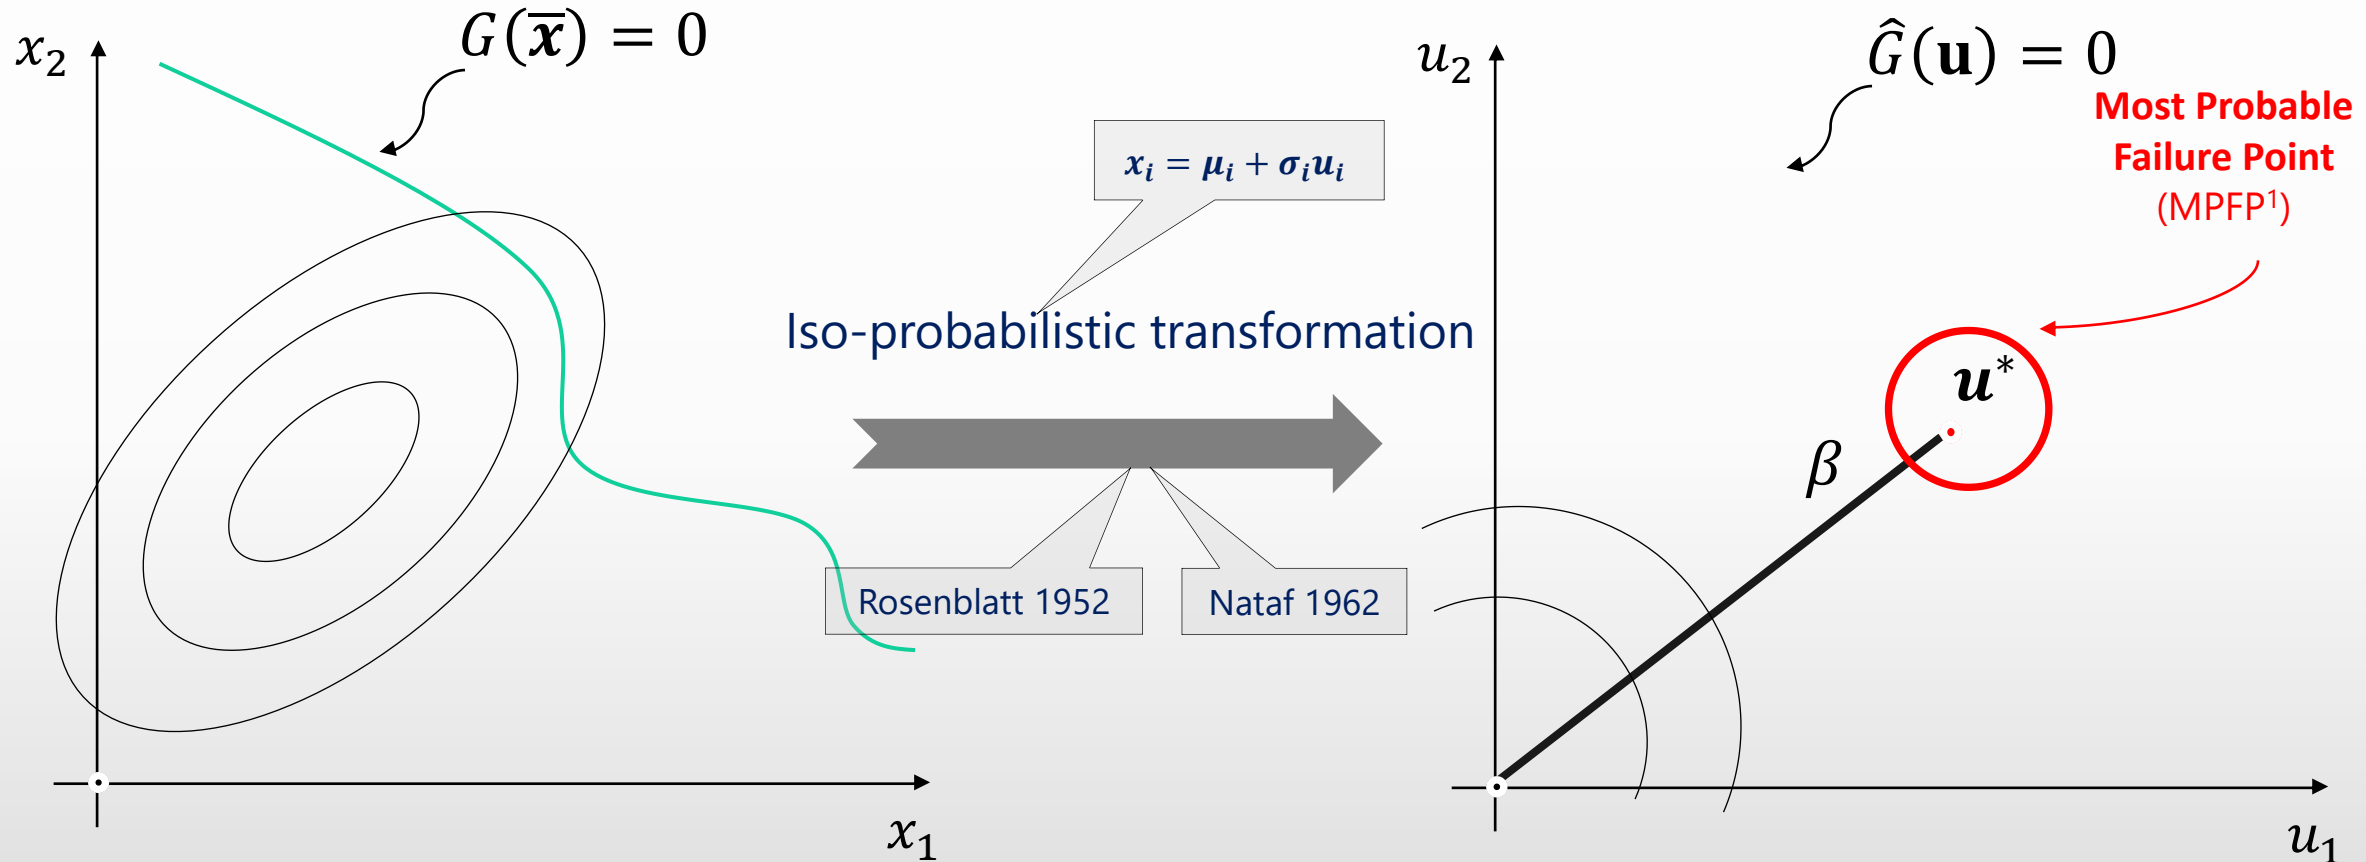 x₂
G(x̅) = 0
x₁
xᵢ = μᵢ + σᵢuᵢ
Iso-probabilistic transformation
Rosenblatt 1952
Nataf 1962
u₂
Ĝ(u) = 0
Most Probable
Failure Point
(MPFP¹)
u*
β
u₁